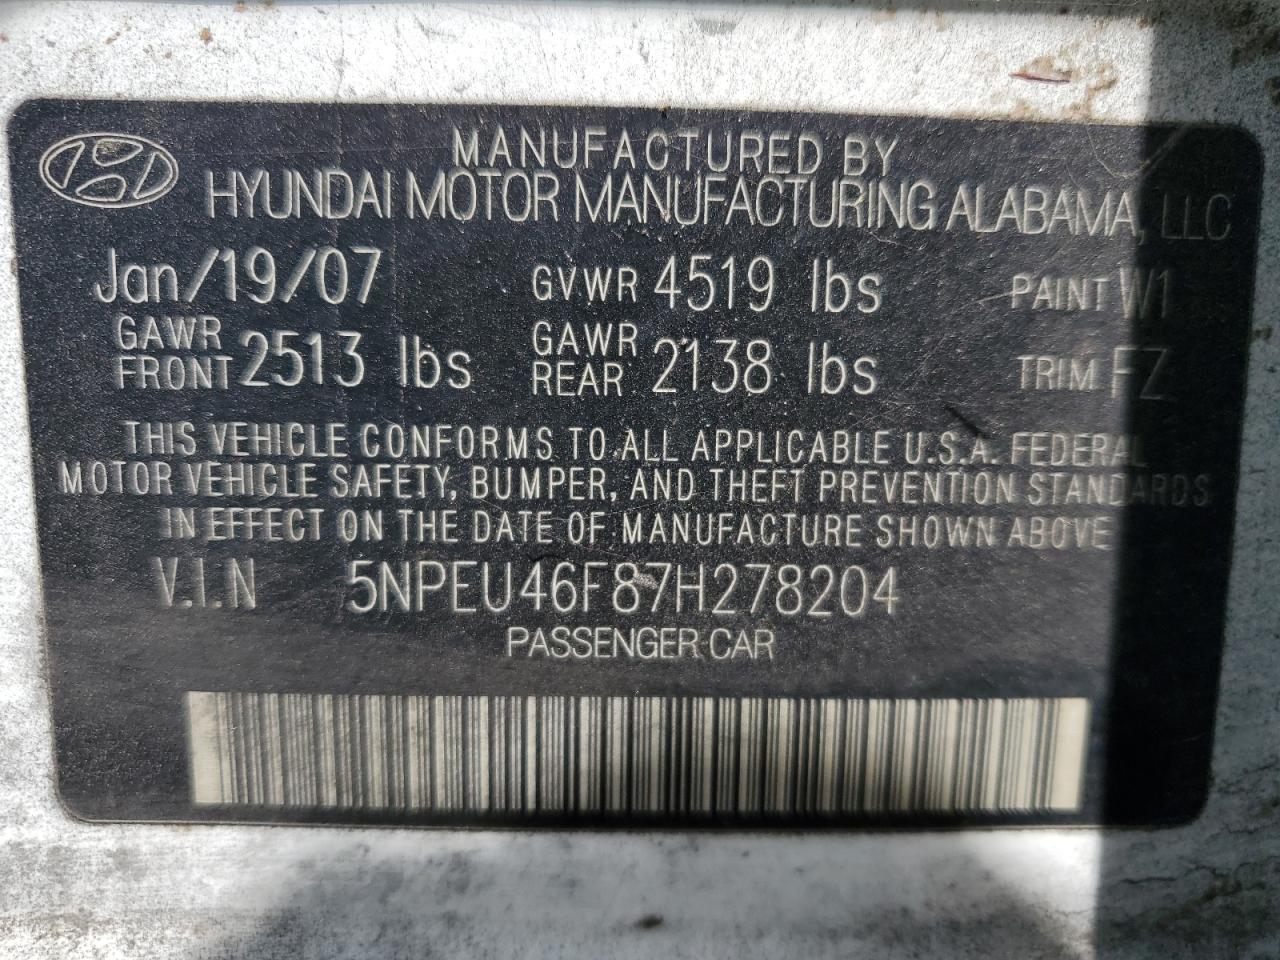 MANUFACTURED BY
HYUNDAI MOTOR MANUFACTURING ALABAMA, LLC
Jan/19/07 GVWR 4519 lbs PAINT W1
GAWR FRONT 2513 lbs GAWR REAR 2138 lbs TRIM FZ
THIS VEHICLE CONFORMS TO ALL APPLICABLE U.S.A. FEDERAL
MOTOR VEHICLE SAFETY, BUMPER, AND THEFT PREVENTION STANDARDS
IN EFFECT ON THE DATE OF MANUFACTURE SHOWN ABOVE
V.I.N 5NPEU46F87H278204
PASSENGER CAR